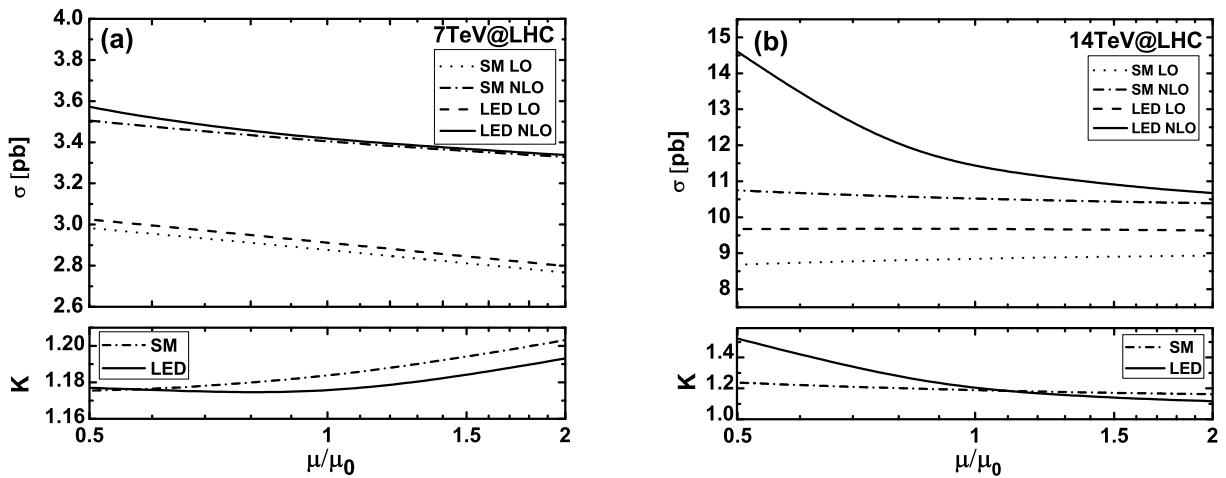 (a) 7TeV@LHC
SM LO
SM NLO
LED LO
LED NLO
4.0
3.8
3.6
3.4
3.2
3.0
2.8
2.6
σ [pb]
SM
LED
1.20
1.18
1.16
K
0.5 1 1.5 2
μ/μ₀
(b) 14TeV@LHC
SM LO
SM NLO
LED LO
LED NLO
15
14
13
12
11
10
9
8
σ [pb]
SM
LED
1.4
1.2
1.0
K
0.5 1 1.5 2
μ/μ₀